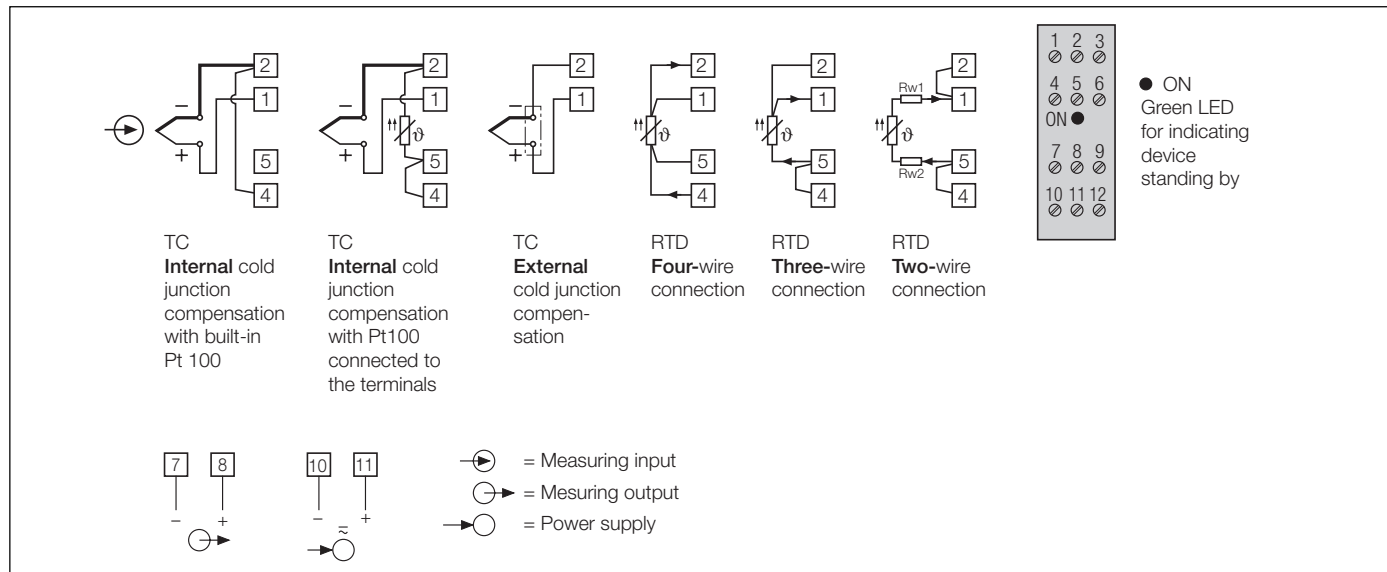 2
1
5
4
− +
TC
Internal cold
junction
compensation
with built-in
Pt 100
2
1
5
4
− +
ϑ
TC
Internal cold
junction
compensation
with Pt100
connected to
the terminals
2
1
− +
TC
External
cold junction
compen-
sation
2
1
5
4
ϑ
RTD
Four-wire
connection
2
1
5
4
ϑ
RTD
Three-wire
connection
2
1
5
4
Rw1
ϑ
Rw2
RTD
Two-wire
connection
1 2 3
4 5 6
ON
7 8 9
10 11 12
● ON
Green LED
for indicating
device
standing by
7 8
− +
10 11
− +
= Measuring input
= Mesuring output
= Power supply